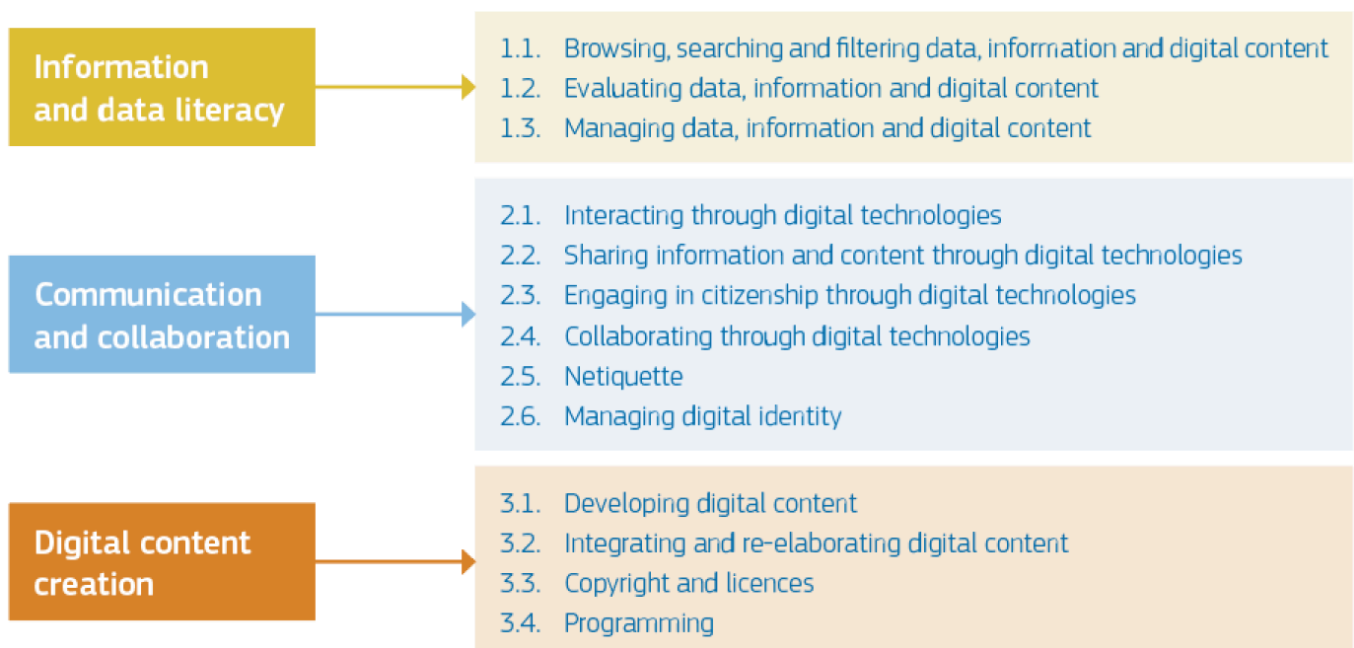 Information
and data literacy
1.1. Browsing, searching and filtering data, information and digital content
1.2. Evaluating data, information and digital content
1.3. Managing data, information and digital content
Communication
and collaboration
2.1. Interacting through digital technologies
2.2. Sharing information and content through digital technologies
2.3. Engaging in citizenship through digital technologies
2.4. Collaborating through digital technologies
2.5. Netiquette
2.6. Managing digital identity
Digital content
creation
3.1. Developing digital content
3.2. Integrating and re-elaborating digital content
3.3. Copyright and licences
3.4. Programming